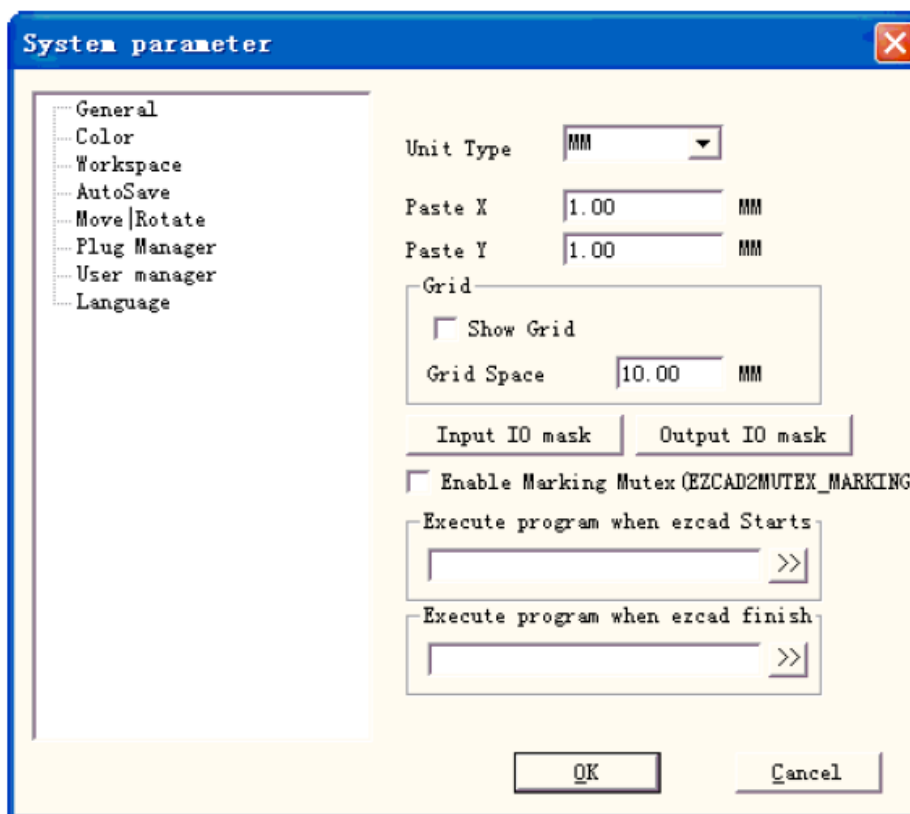 System parameter
General
Color
Workspace
AutoSave
Move|Rotate
Plug Manager
User manager
Language
Unit Type MM
Paste X 1.00 MM
Paste Y 1.00 MM
Grid
Show Grid
Grid Space 10.00 MM
Input IO mask Output IO mask
Enable Marking Mutex(EZCAD2MUTEX_MARKING
Execute program when ezcad Starts
>>
Execute program when ezcad finish
>>
OK Cancel